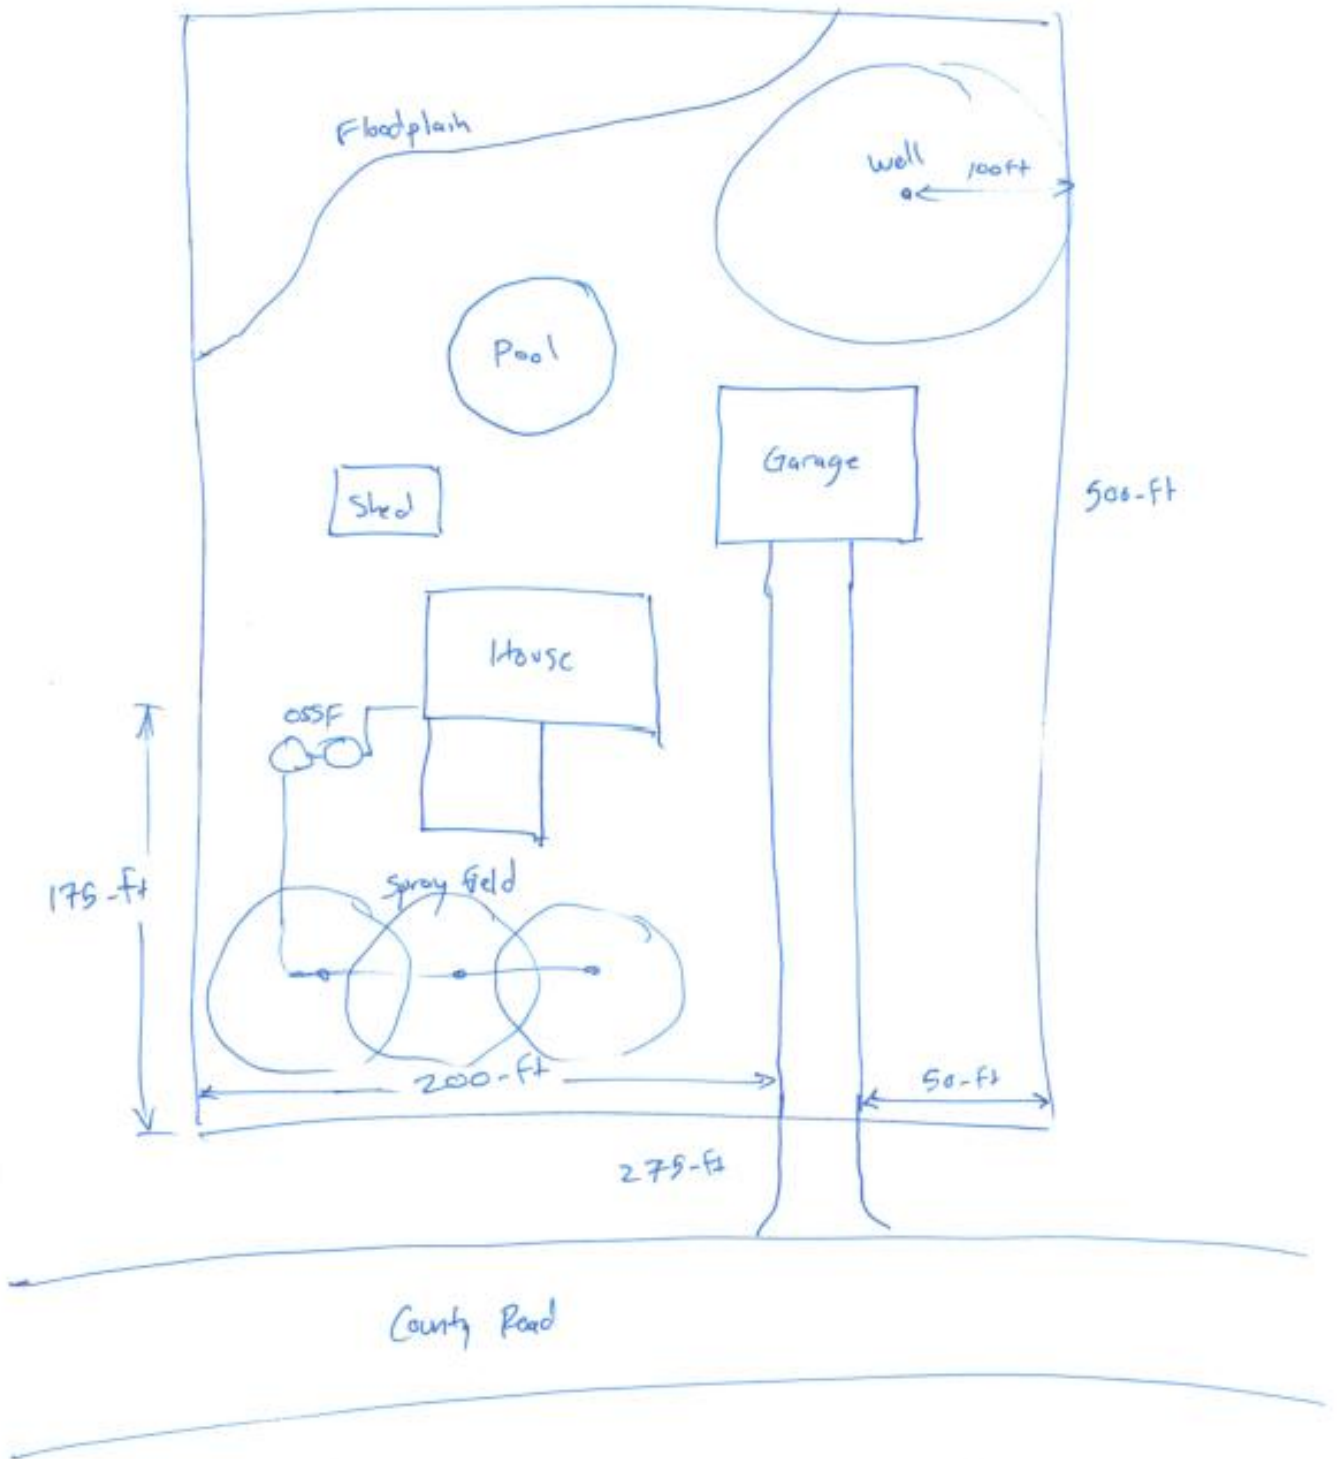 Floodplain
Well
100ft
Pool
Garage
500-ft
Shed
House
OSSF
175-ft
Spray field
200-ft
50-ft
275-ft
County Road